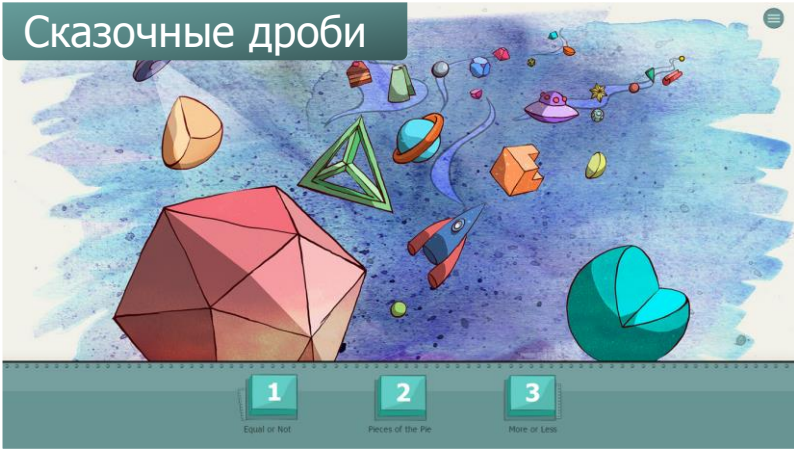 Сказочные дроби
1
2
3
Equal or Not
Pieces of the Pie
More or Less